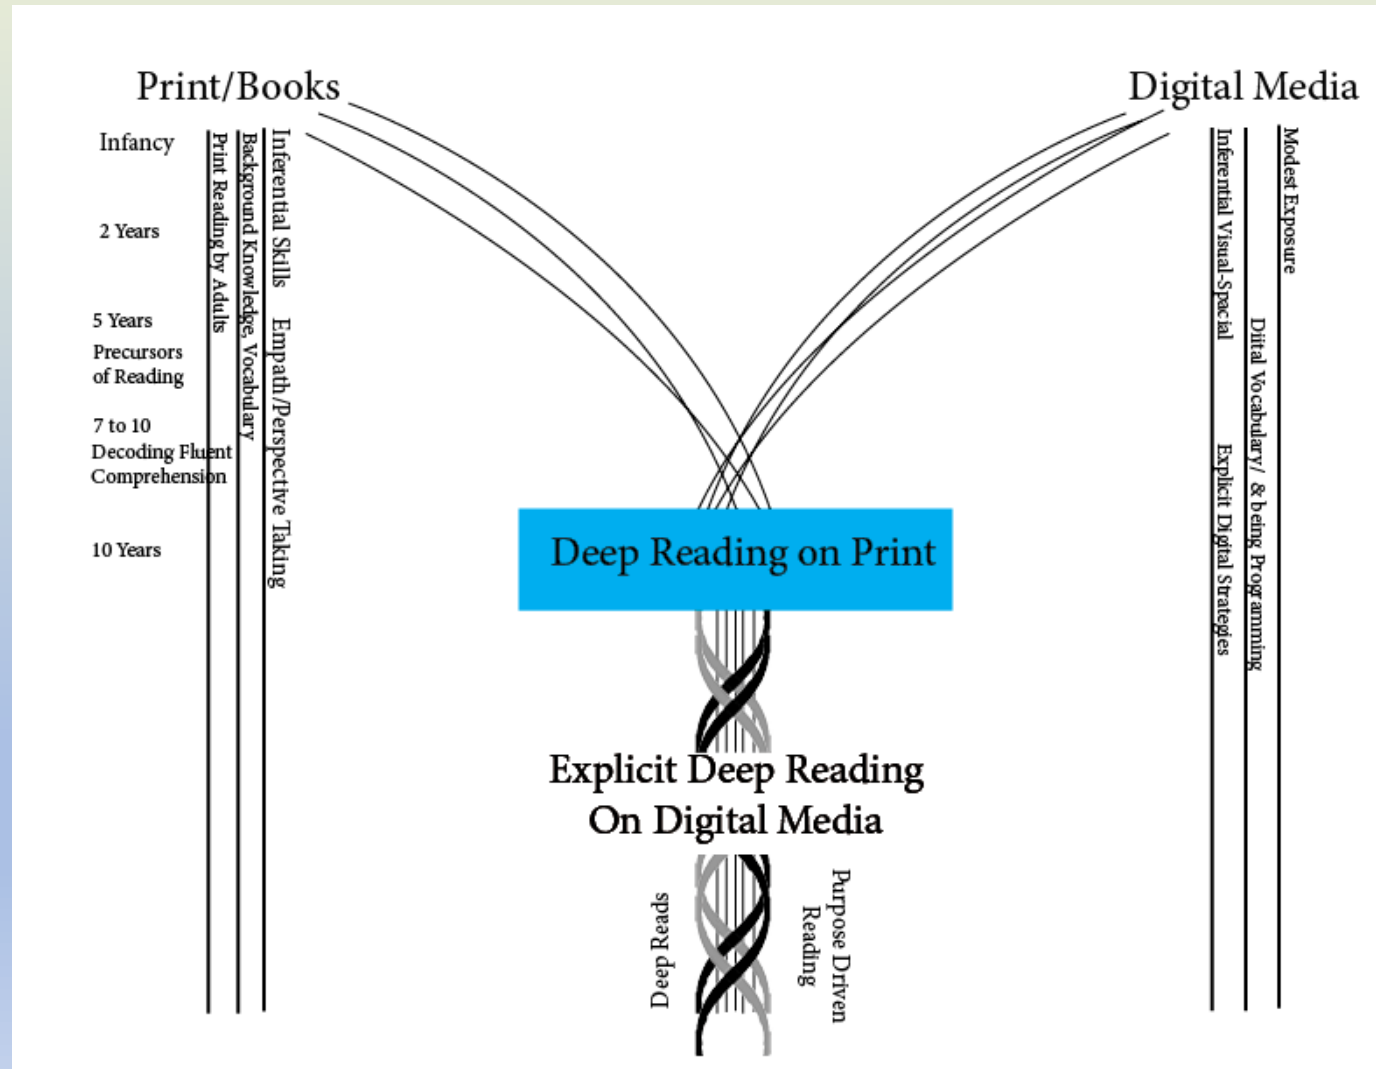 Print/Books
Digital Media
Infancy
2 Years
5 Years
Precursors
of Reading
7 to 10
Decoding Fluent
Comprehension
10 Years
Print Reading by Adults
Background Knowledge, Vocabulary
Inferential Skills
Empath/Perspective Taking
Inferential Visual-Spacial
Explicit Digital Strategies
Diital Vocabulary/ & being Programming
Modest Exposure
Deep Reading on Print
Explicit Deep Reading
On Digital Media
Deep Reads
Purpose Driven
Reading